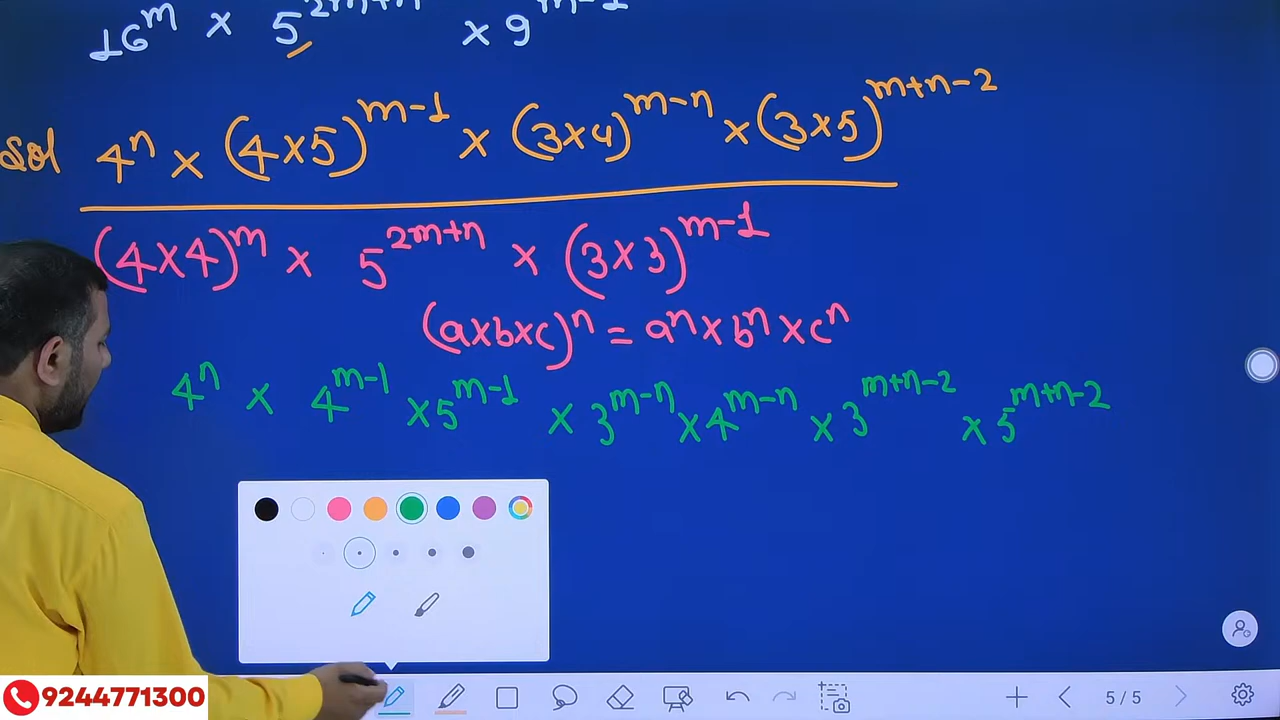 16^m × 5^{2m+n} × 9^{m-1}
Sol 4^n × (4×5)^{m-1} × (3×4)^{m-n} × (3×5)^{m+n-2}
(4×4)^m × 5^{2m+n} × (3×3)^{m-1}
(a×b×c)^n = a^n × b^n × c^n
4^n × 4^{m-1} × 5^{m-1} × 3^{m-n} × 4^{m-n} × 3^{m+n-2} × 5^{m+n-2}
9244771300
5/5